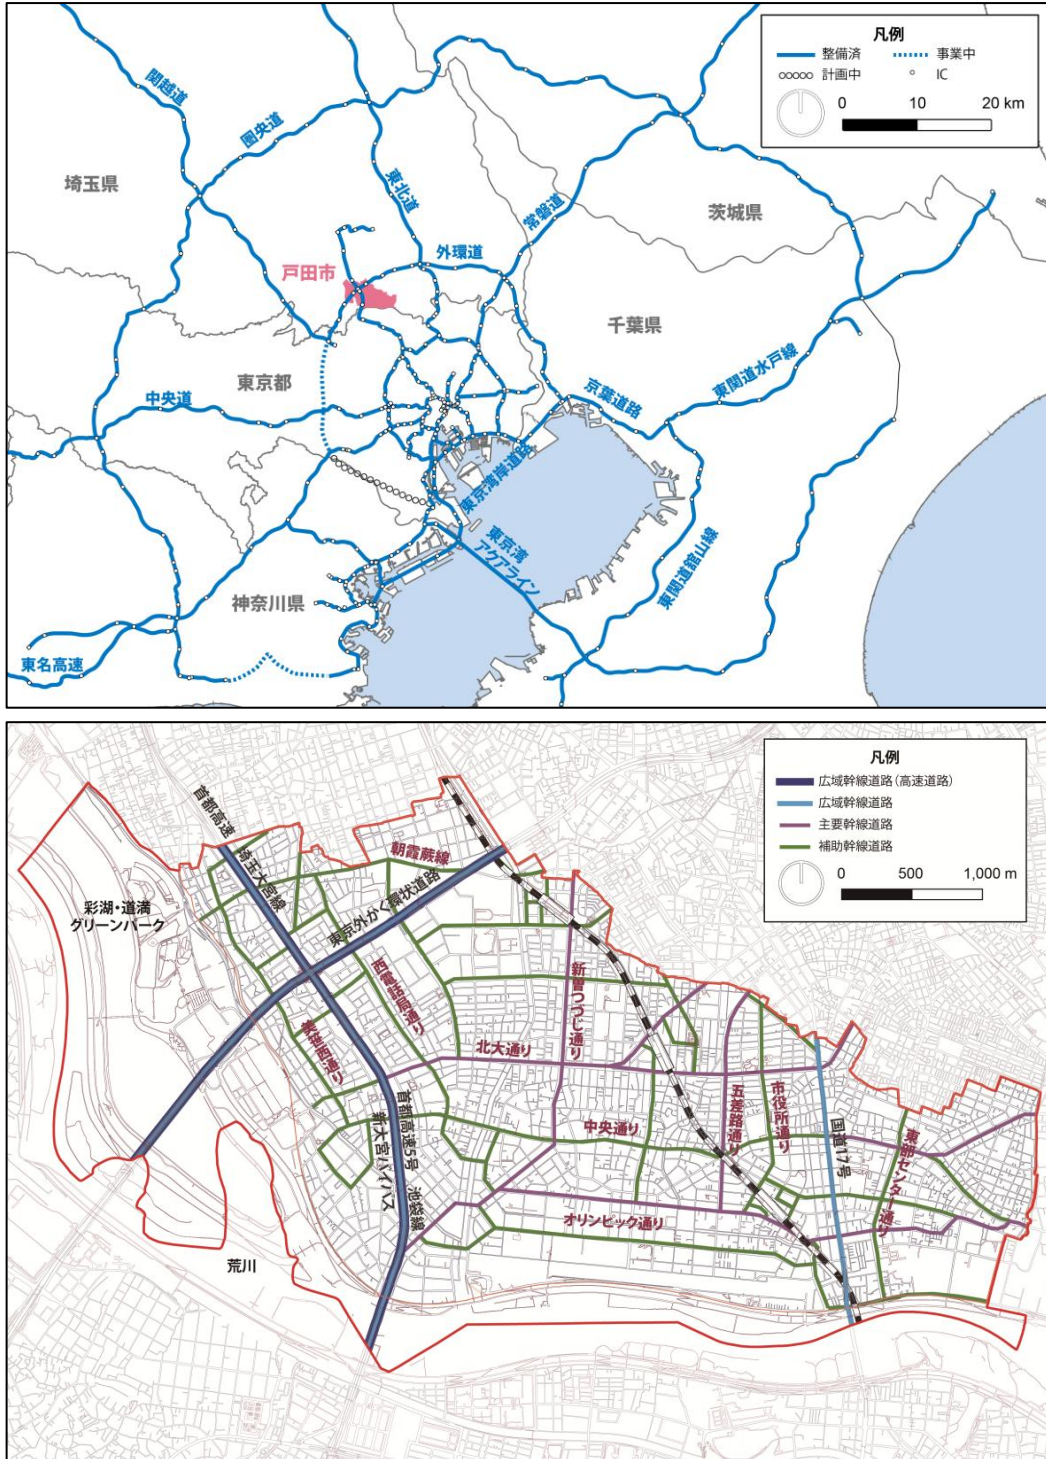 凡例
整備済
事業中
計画中
IC
0 10 20 km
関越道
圏央道
東北道
埼玉県
常磐道
茨城県
外環道
戸田市
千葉県
東京都
東関道水戸線
中央道
京葉道路
東京湾岸道路
東京湾
アクアライン
東関道館山線
神奈川県
東名高速
凡例
広域幹線道路(高速道路)
広域幹線道路
主要幹線道路
補助幹線道路
0 500 1,000 m
首都高速 埼玉大宮線
朝霞蕨線
東京外かく環状道路
彩湖・道満
グリーンパーク
西電話局通り
新曽つつじ通り
美笹西通り
北大通り
五差路通り
市役所通り
首都高速5号 池袋線
新大宮バイパス
中央通り
国道17号
東部センター通り
オリンピック通り
荒川